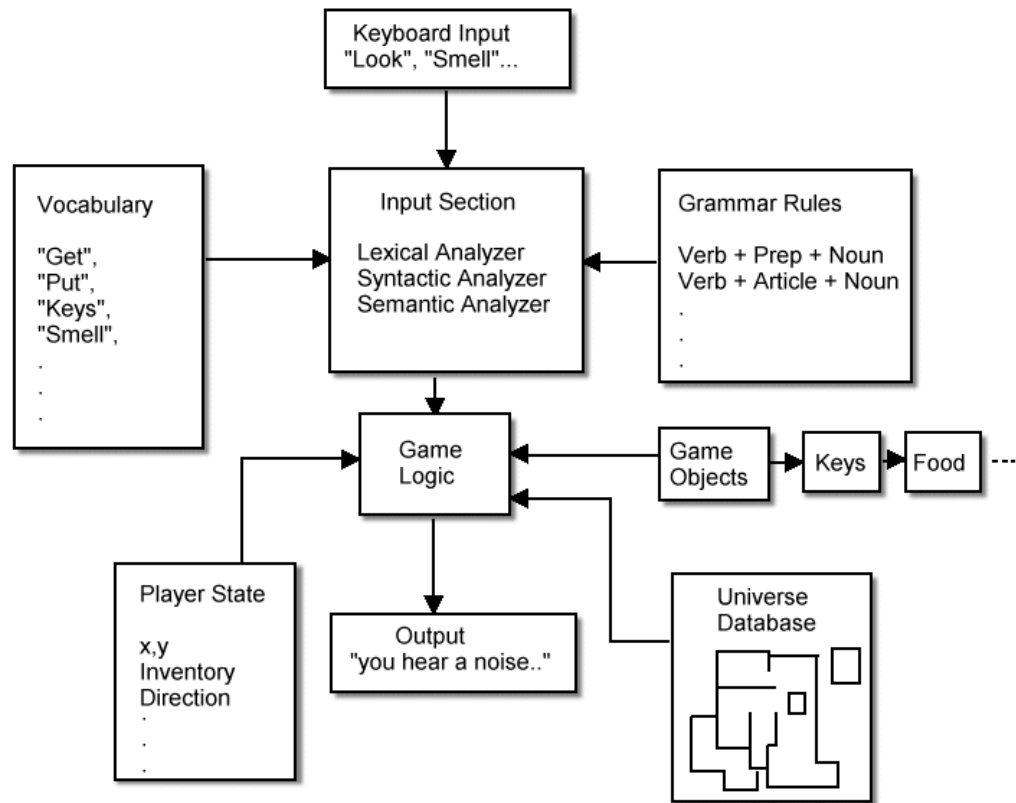 Keyboard Input
"Look", "Smell"...
Vocabulary
"Get",
"Put",
"Keys",
"Smell",
.
.
.
Input Section
Lexical Analyzer
Syntactic Analyzer
Semantic Analyzer
Grammar Rules
Verb + Prep + Noun
Verb + Article + Noun
.
.
.
Game
Logic
Game
Objects
Keys
Food
Player State
x,y
Inventory
Direction
.
.
.
Output
"you hear a noise.."
Universe
Database